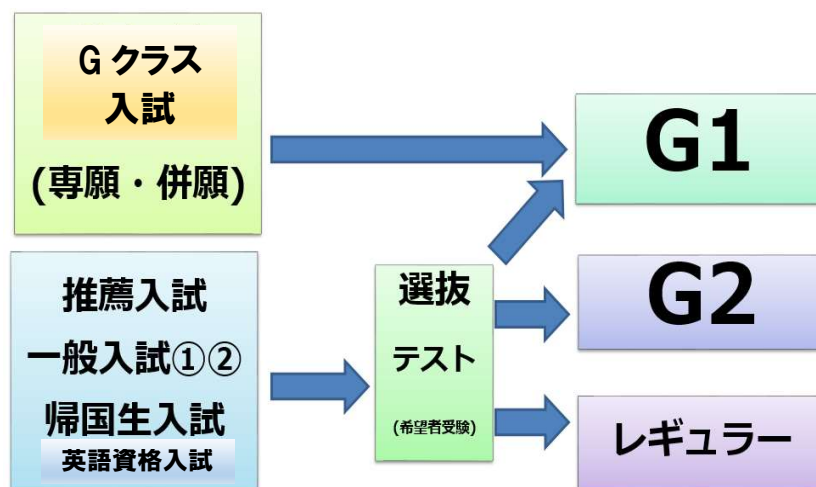 G クラス
入試
(専願・併願)
推薦入試
一般入試①②
帰国生入試
英語資格入試
選抜
テスト
(希望者受験)
G1
G2
レギュラー